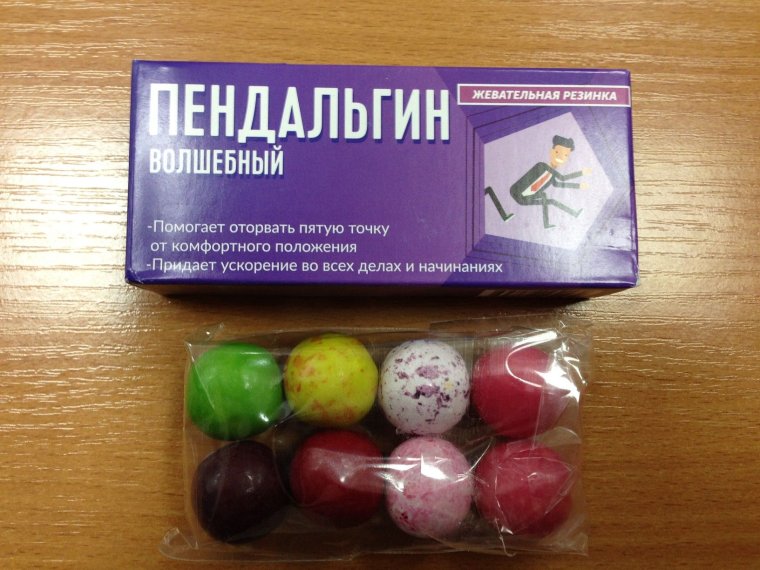 ПЕНДАЛЬГИН
ЖЕВАТЕЛЬНАЯ РЕЗИНКА
ВОЛШЕБНЫЙ
-Помогает оторвать пятую точку
от комфортного положения
-Придает ускорение во всех делах и начинаниях